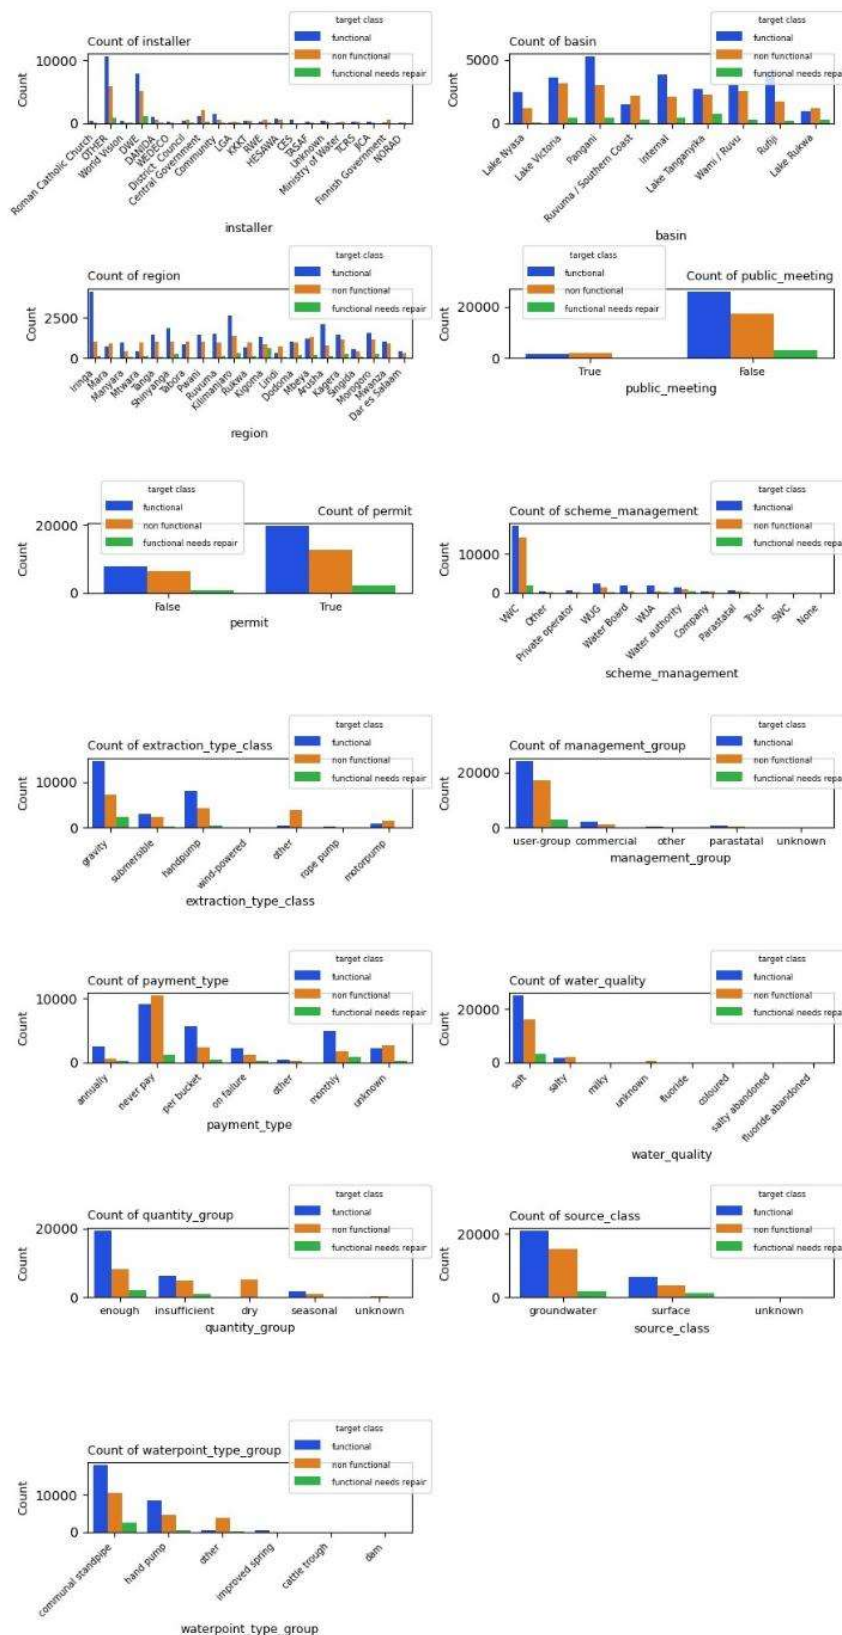 Count of installer
target class
functional
non functional
functional needs repair
Count
10000
0
Roman Catholic Church
OTHER
World Vision
DWE
DANIDA
WEDECO
District Council
Central Government
Community
LGA
KKKT
RWE
HESAWA
CES
TASAF
Unknown
Ministry of Water
TCRS
JICA
Finnish Government
NORAD
installer
Count of basin
target class
functional
non functional
functional needs repair
Count
5000
0
Lake Nyasa
Lake Victoria
Pangani
Ruvuma / Southern Coast
Internal
Lake Tanganyika
Wami / Ruvu
Rufiji
Lake Rukwa
basin
Count of region
target class
functional
non functional
functional needs repair
Count
2500
0
Iringa
Mara
Manyara
Mtwara
Tanga
Shinyanga
Tabora
Pwani
Ruvuma
Kilimanjaro
Rukwa
Kigoma
Lindi
Dodoma
Mbeya
Arusha
Kagera
Singida
Morogoro
Mwanza
Dar es Salaam
region
target class
functional
non functional
functional needs repair
Count of public_meeting
Count
20000
0
True
False
public_meeting
target class
functional
non functional
functional needs repair
Count of permit
Count
20000
0
False
True
permit
Count of scheme_management
target class
functional
non functional
functional needs repair
Count
10000
0
VWC
Other
Private operator
WUG
Water Board
WUA
Water authority
Company
Parastatal
Trust
SWC
None
scheme_management
Count of extraction_type_class
target class
functional
non functional
functional needs repair
Count
10000
0
gravity
submersible
handpump
wind-powered
other
rope pump
motorpump
extraction_type_class
Count of management_group
target class
functional
non functional
functional needs repair
Count
20000
0
user-group
commercial
other
parastatal
unknown
management_group
Count of payment_type
target class
functional
non functional
functional needs repair
Count
10000
0
annually
never pay
per bucket
on failure
other
monthly
unknown
payment_type
Count of water_quality
target class
functional
non functional
functional needs repair
Count
20000
0
soft
salty
milky
unknown
fluoride
coloured
salty abandoned
fluoride abandoned
water_quality
Count of quantity_group
target class
functional
non functional
functional needs repair
Count
20000
0
enough
insufficient
dry
seasonal
unknown
quantity_group
Count of source_class
target class
functional
non functional
functional needs repair
Count
20000
0
groundwater
surface
unknown
source_class
Count of waterpoint_type_group
target class
functional
non functional
functional needs repair
Count
10000
0
communal standpipe
hand pump
other
improved spring
cattle trough
dam
waterpoint_type_group